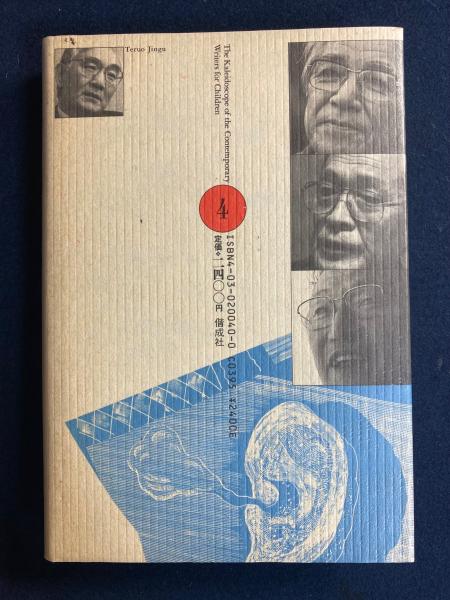 Teruo Jingu
The Kaleidoscope of the Contemporary
Writers for Children
4
ISBN4-03-020040-0 C0395 ¥2400E
定価❖二四〇〇円 偕成社